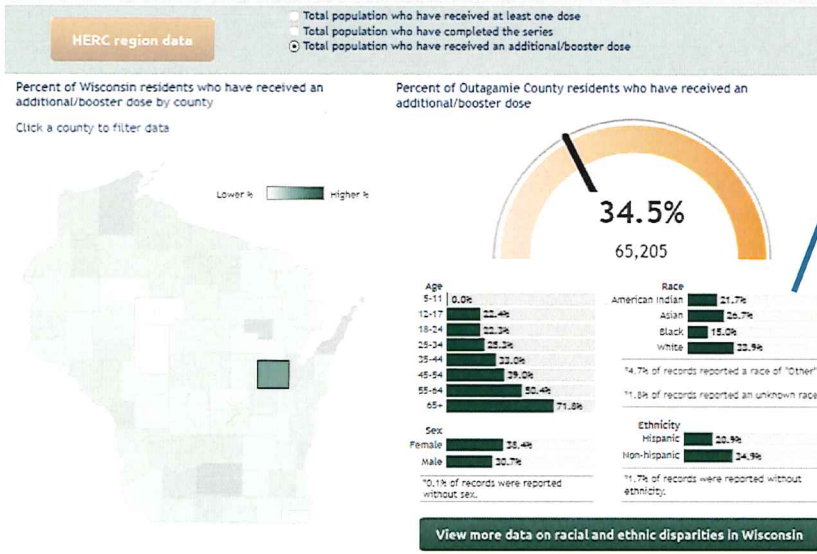 HERC region data
Total population who have received at least one dose
Total population who have completed the series
Total population who have received an additional/booster dose
Percent of Wisconsin residents who have received an
additional/booster dose by county
Click a county to filter data
Lower %
Higher %
Percent of Outagamie County residents who have received an
additional/booster dose
34.5%
65,205
Age
5-11 0.0%
12-17 22.4%
18-24 22.3%
25-34 25.3%
35-44 33.0%
45-54 39.0%
55-64 50.4%
65+ 71.8%
Sex
Female 38.4%
Male 30.7%
*0.1% of records were reported
without sex.
Race
American Indian 21.7%
Asian 26.7%
Black 15.0%
White 33.9%
*4.7% of records reported a race of "Other"
*1.8% of records reported an unknown race
Ethnicity
Hispanic 20.9%
Non-hispanic 34.9%
*1.7% of records were reported without
ethnicity.
View more data on racial and ethnic disparities in Wisconsin